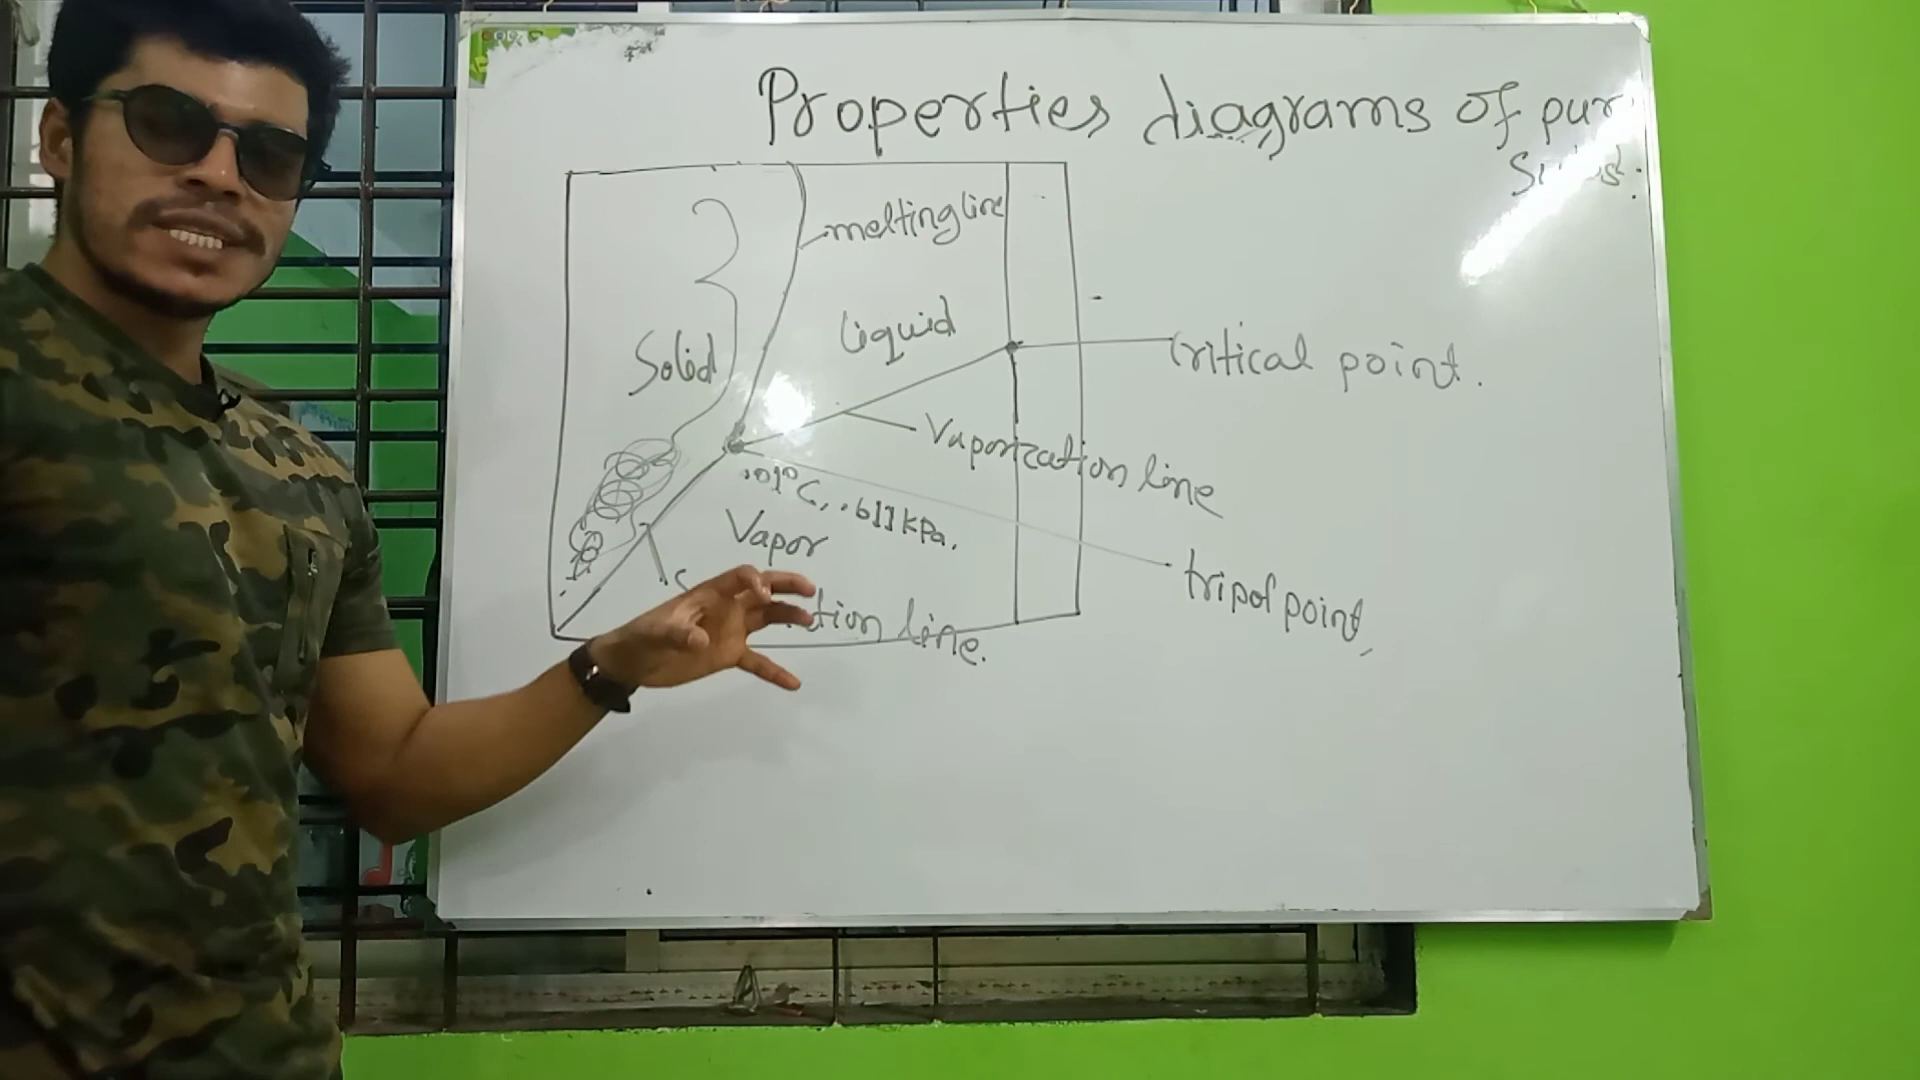 Properties diagrams of pur
melting line
Solid
liquid
critical point.
Vaporization line
.01°C, .611 kPa.
Vapor
tripol point,
tion line.